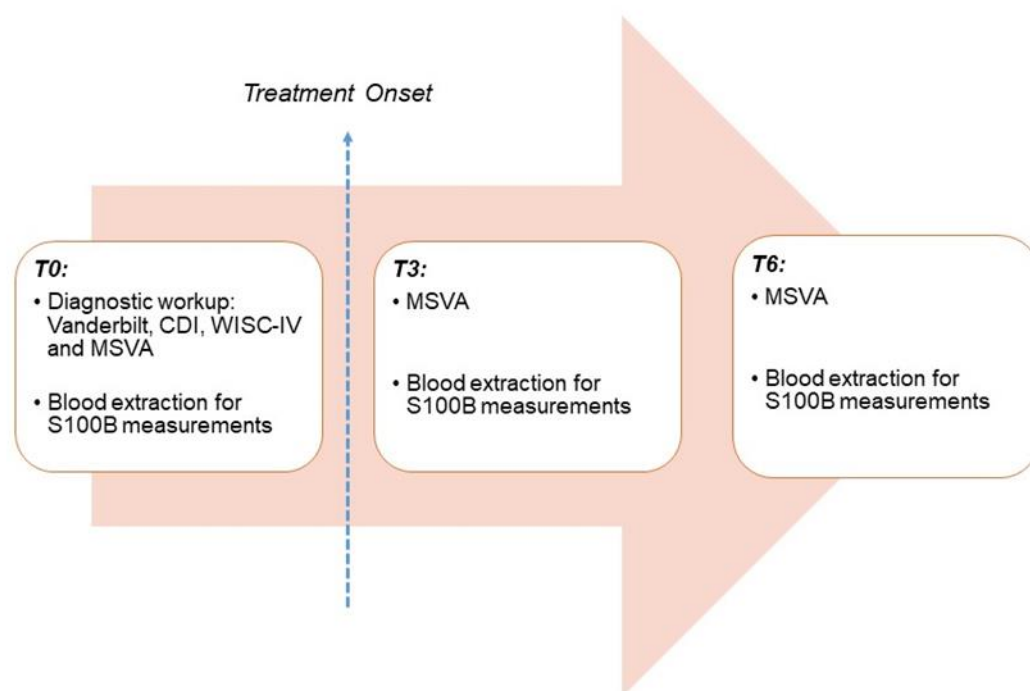 Treatment Onset
T0:
• Diagnostic workup:
Vanderbilt, CDI, WISC-IV
and MSVA
• Blood extraction for
S100B measurements
T3:
• MSVA
• Blood extraction for
S100B measurements
T6:
• MSVA
• Blood extraction for
S100B measurements